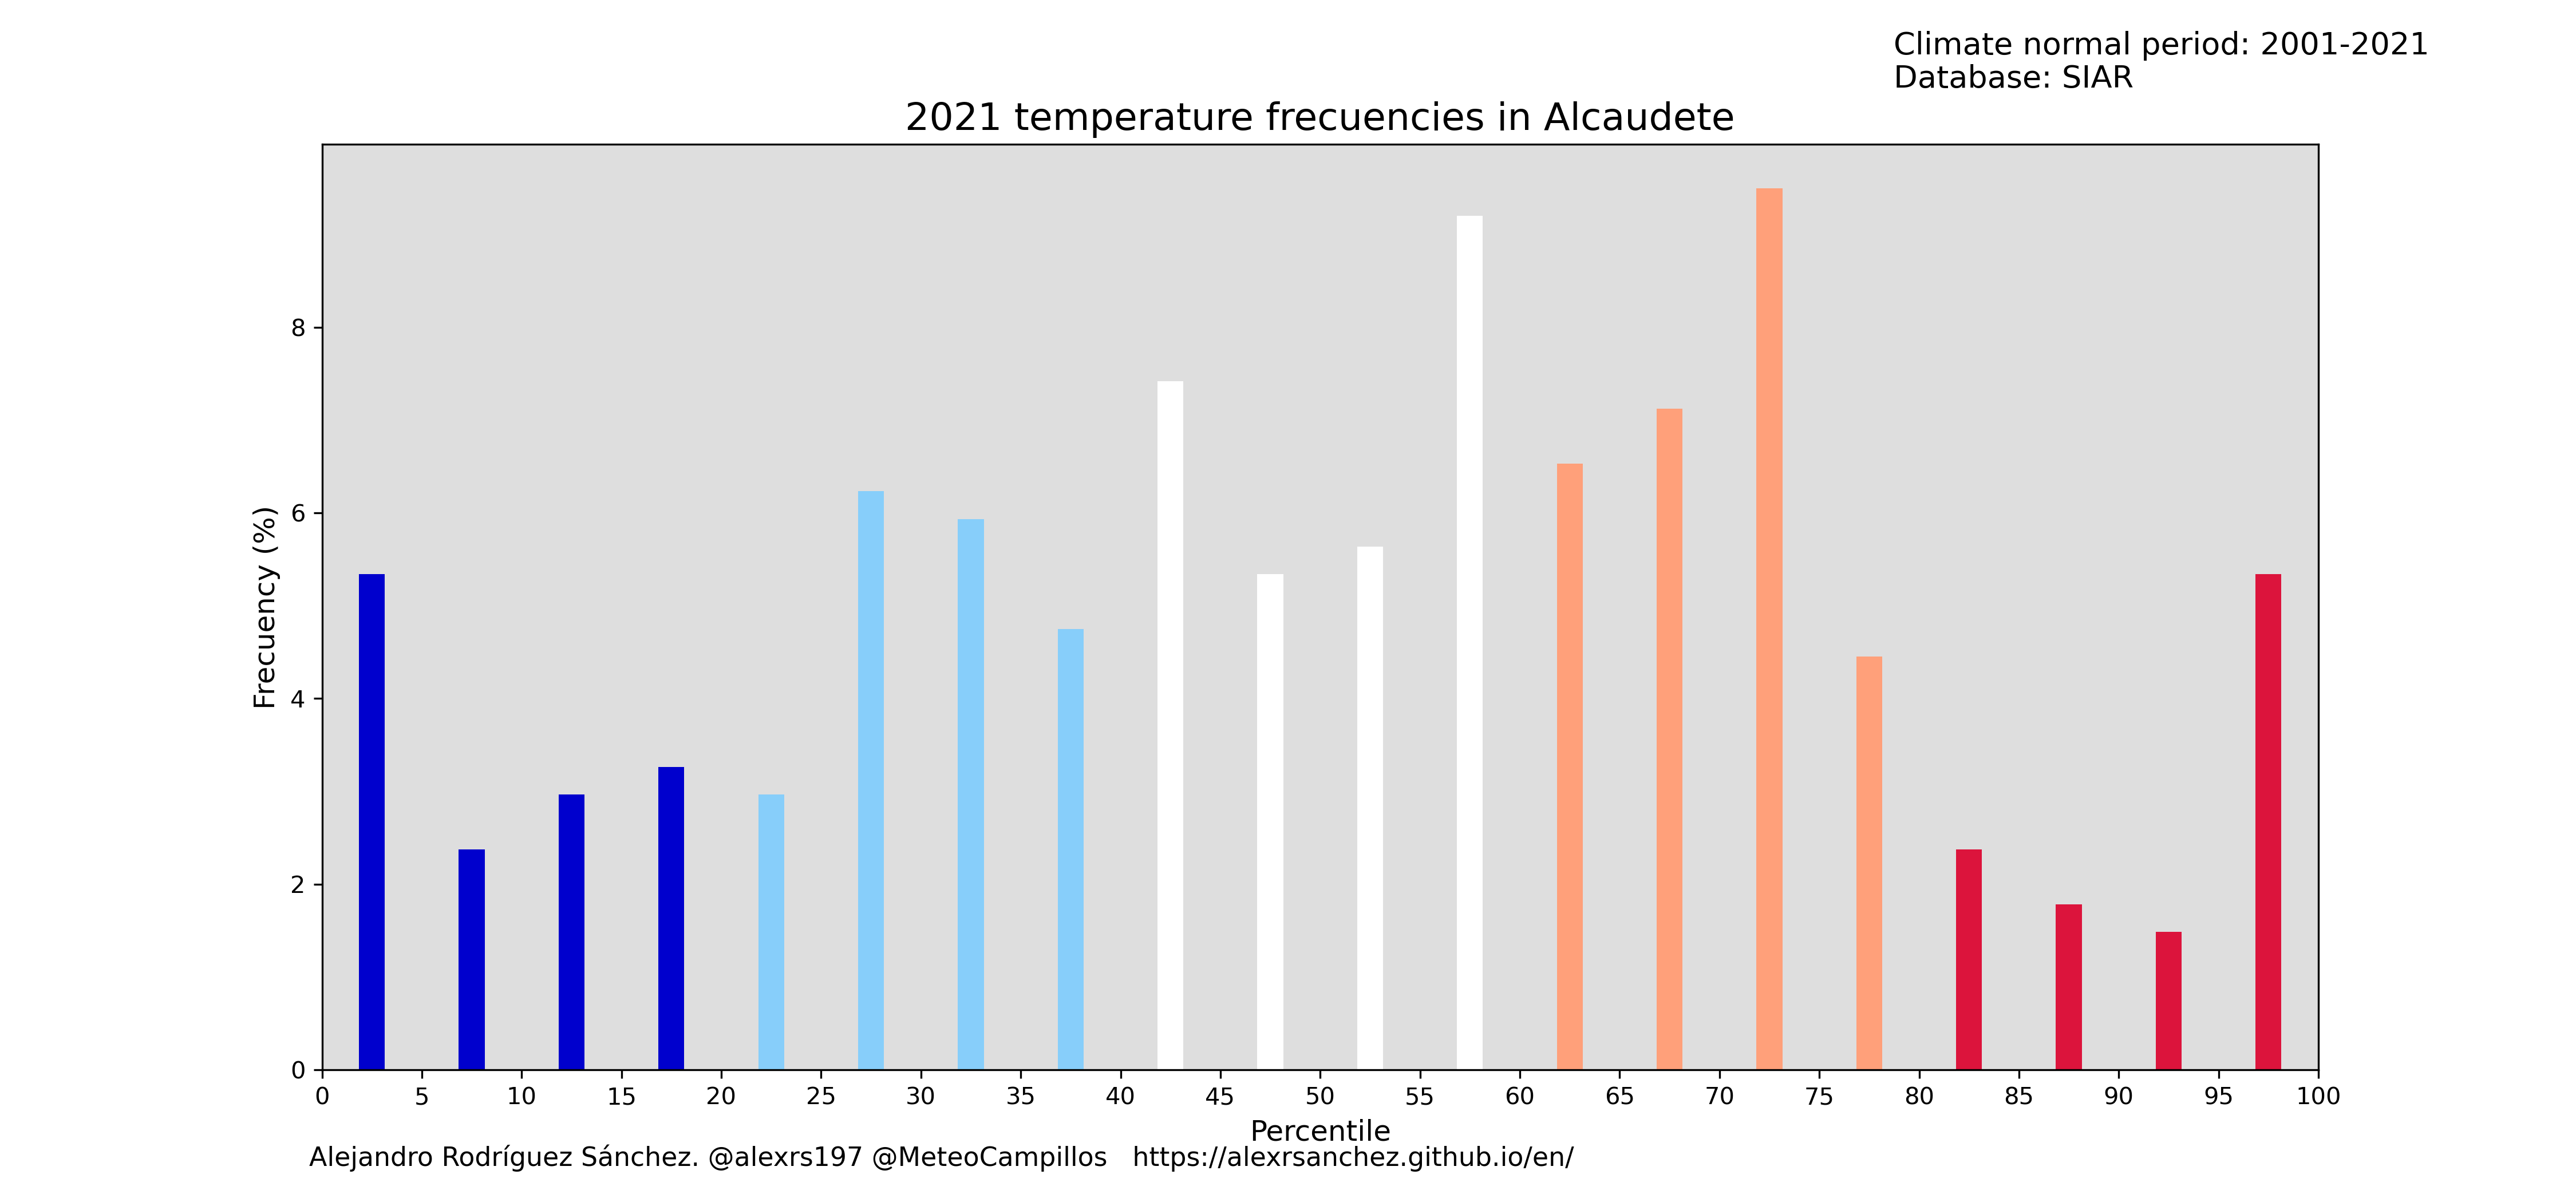 Climate normal period: 2001-2021
Database: SIAR
2021 temperature frecuencies in Alcaudete
Frecuency (%)
8
6
4
2
0
0 5 10 15 20 25 30 35 40 45 50 55 60 65 70 75 80 85 90 95 100
Percentile
Alejandro Rodríguez Sánchez. @alexrs197 @MeteoCampillos https://alexrsanchez.github.io/en/